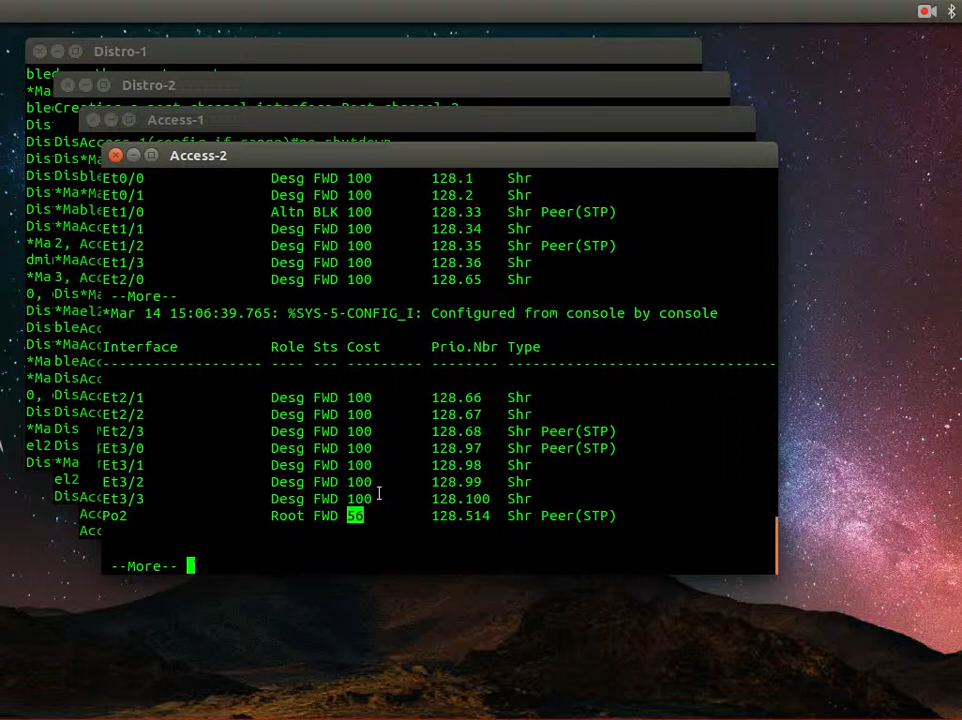 Distro-1
Distro-2
Access-1
Access-2
Et0/0 Desg FWD 100 128.1 Shr
Et0/1 Desg FWD 100 128.2 Shr
Et1/0 Altn BLK 100 128.33 Shr Peer(STP)
Et1/1 Desg FWD 100 128.34 Shr
Et1/2 Desg FWD 100 128.35 Shr Peer(STP)
Et1/3 Desg FWD 100 128.36 Shr
Et2/0 Desg FWD 100 128.65 Shr
--More--
*Mar 14 15:06:39.765: %SYS-5-CONFIG_I: Configured from console by console
Interface Role Sts Cost Prio.Nbr Type
------------------- ---- --- --------- -------- --------------------------------
Et2/1 Desg FWD 100 128.66 Shr
Et2/2 Desg FWD 100 128.67 Shr
Et2/3 Desg FWD 100 128.68 Shr Peer(STP)
Et3/0 Desg FWD 100 128.97 Shr Peer(STP)
Et3/1 Desg FWD 100 128.98 Shr
Et3/2 Desg FWD 100 128.99 Shr
Et3/3 Desg FWD 100 128.100 Shr
Po2 Root FWD 56 128.514 Shr Peer(STP)
--More--